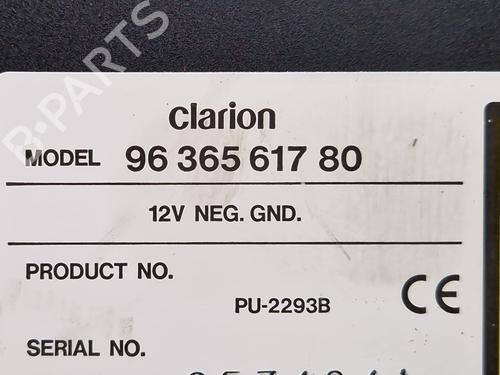 clarion
MODEL 96 365 617 80
12V NEG. GND.
PRODUCT NO.
PU-2293B
CE
SERIAL NO.
B-PARTS